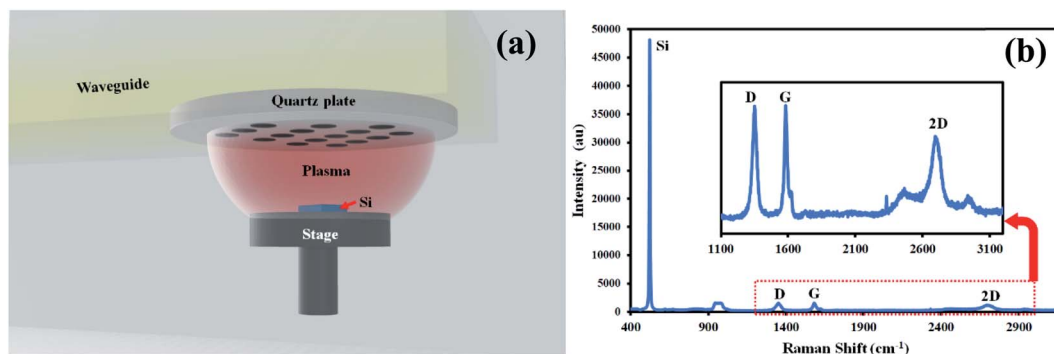 (a)
Waveguide
Quartz plate
Plasma
Si
Stage
(b)
50000
45000
40000
35000
30000
25000
20000
15000
10000
5000
0
Intensity (au)
Si
D G 2D
1100 1600 2100 2600 3100
D G 2D
400 900 1400 1900 2400 2900
Raman Shift (cm⁻¹)